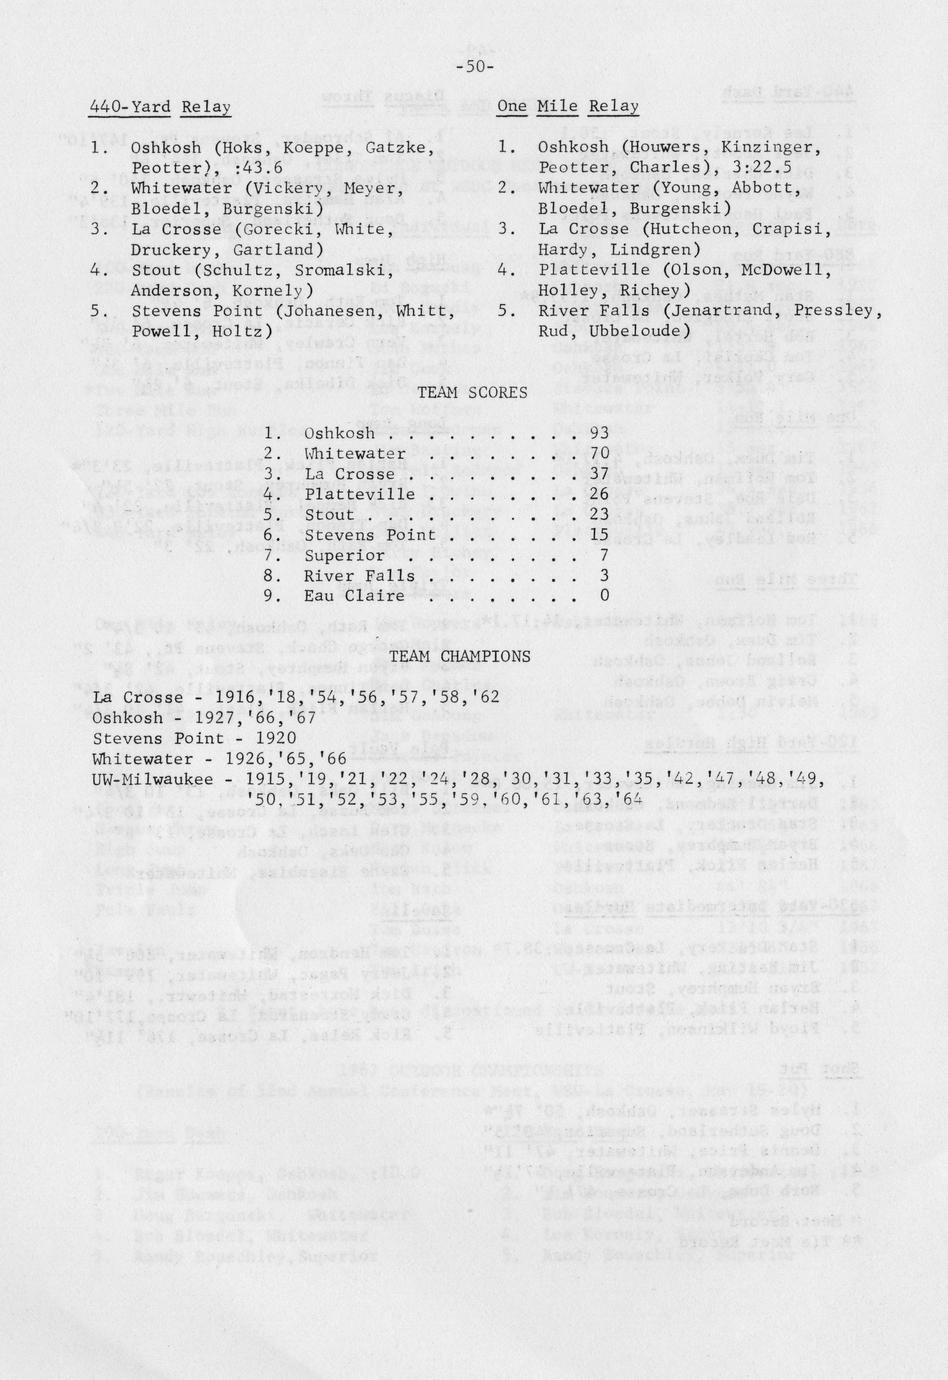 -50-
440-Yard Relay
1. Oshkosh (Hoks, Koeppe, Gatzke,
Peotter), :43.6
2. Whitewater (Vickery, Meyer,
Bloedel, Burgenski)
3. La Crosse (Gorecki, White,
Druckery, Gartland)
4. Stout (Schultz, Sromalski,
Anderson, Kornely)
5. Stevens Point (Johanesen, Whitt,
Powell, Holtz)
One Mile Relay
1. Oshkosh (Houwers, Kinzinger,
Peotter, Charles), 3:22.5
2. Whitewater (Young, Abbott,
Bloedel, Burgenski)
3. La Crosse (Hutcheon, Crapisi,
Hardy, Lindgren)
4. Platteville (Olson, McDowell,
Holley, Richey)
5. River Falls (Jenartrand, Pressley,
Rud, Ubbeloude)
TEAM SCORES
1. Oshkosh . . . . . . . . . . 93
2. Whitewater . . . . . . . . 70
3. La Crosse . . . . . . . . . 37
4. Platteville . . . . . . . . 26
5. Stout . . . . . . . . . . . 23
6. Stevens Point . . . . . . . 15
7. Superior . . . . . . . . . 7
8. River Falls . . . . . . . . 3
9. Eau Claire . . . . . . . . 0
TEAM CHAMPIONS
La Crosse - 1916,'18,'54,'56,'57,'58,'62
Oshkosh - 1927,'66,'67
Stevens Point - 1920
Whitewater - 1926,'65,'66
UW-Milwaukee - 1915,'19,'21,'22,'24,'28,'30,'31,'33,'35,'42,'47,'48,'49,
'50,'51,'52,'53,'55,'59,'60,'61,'63,'64